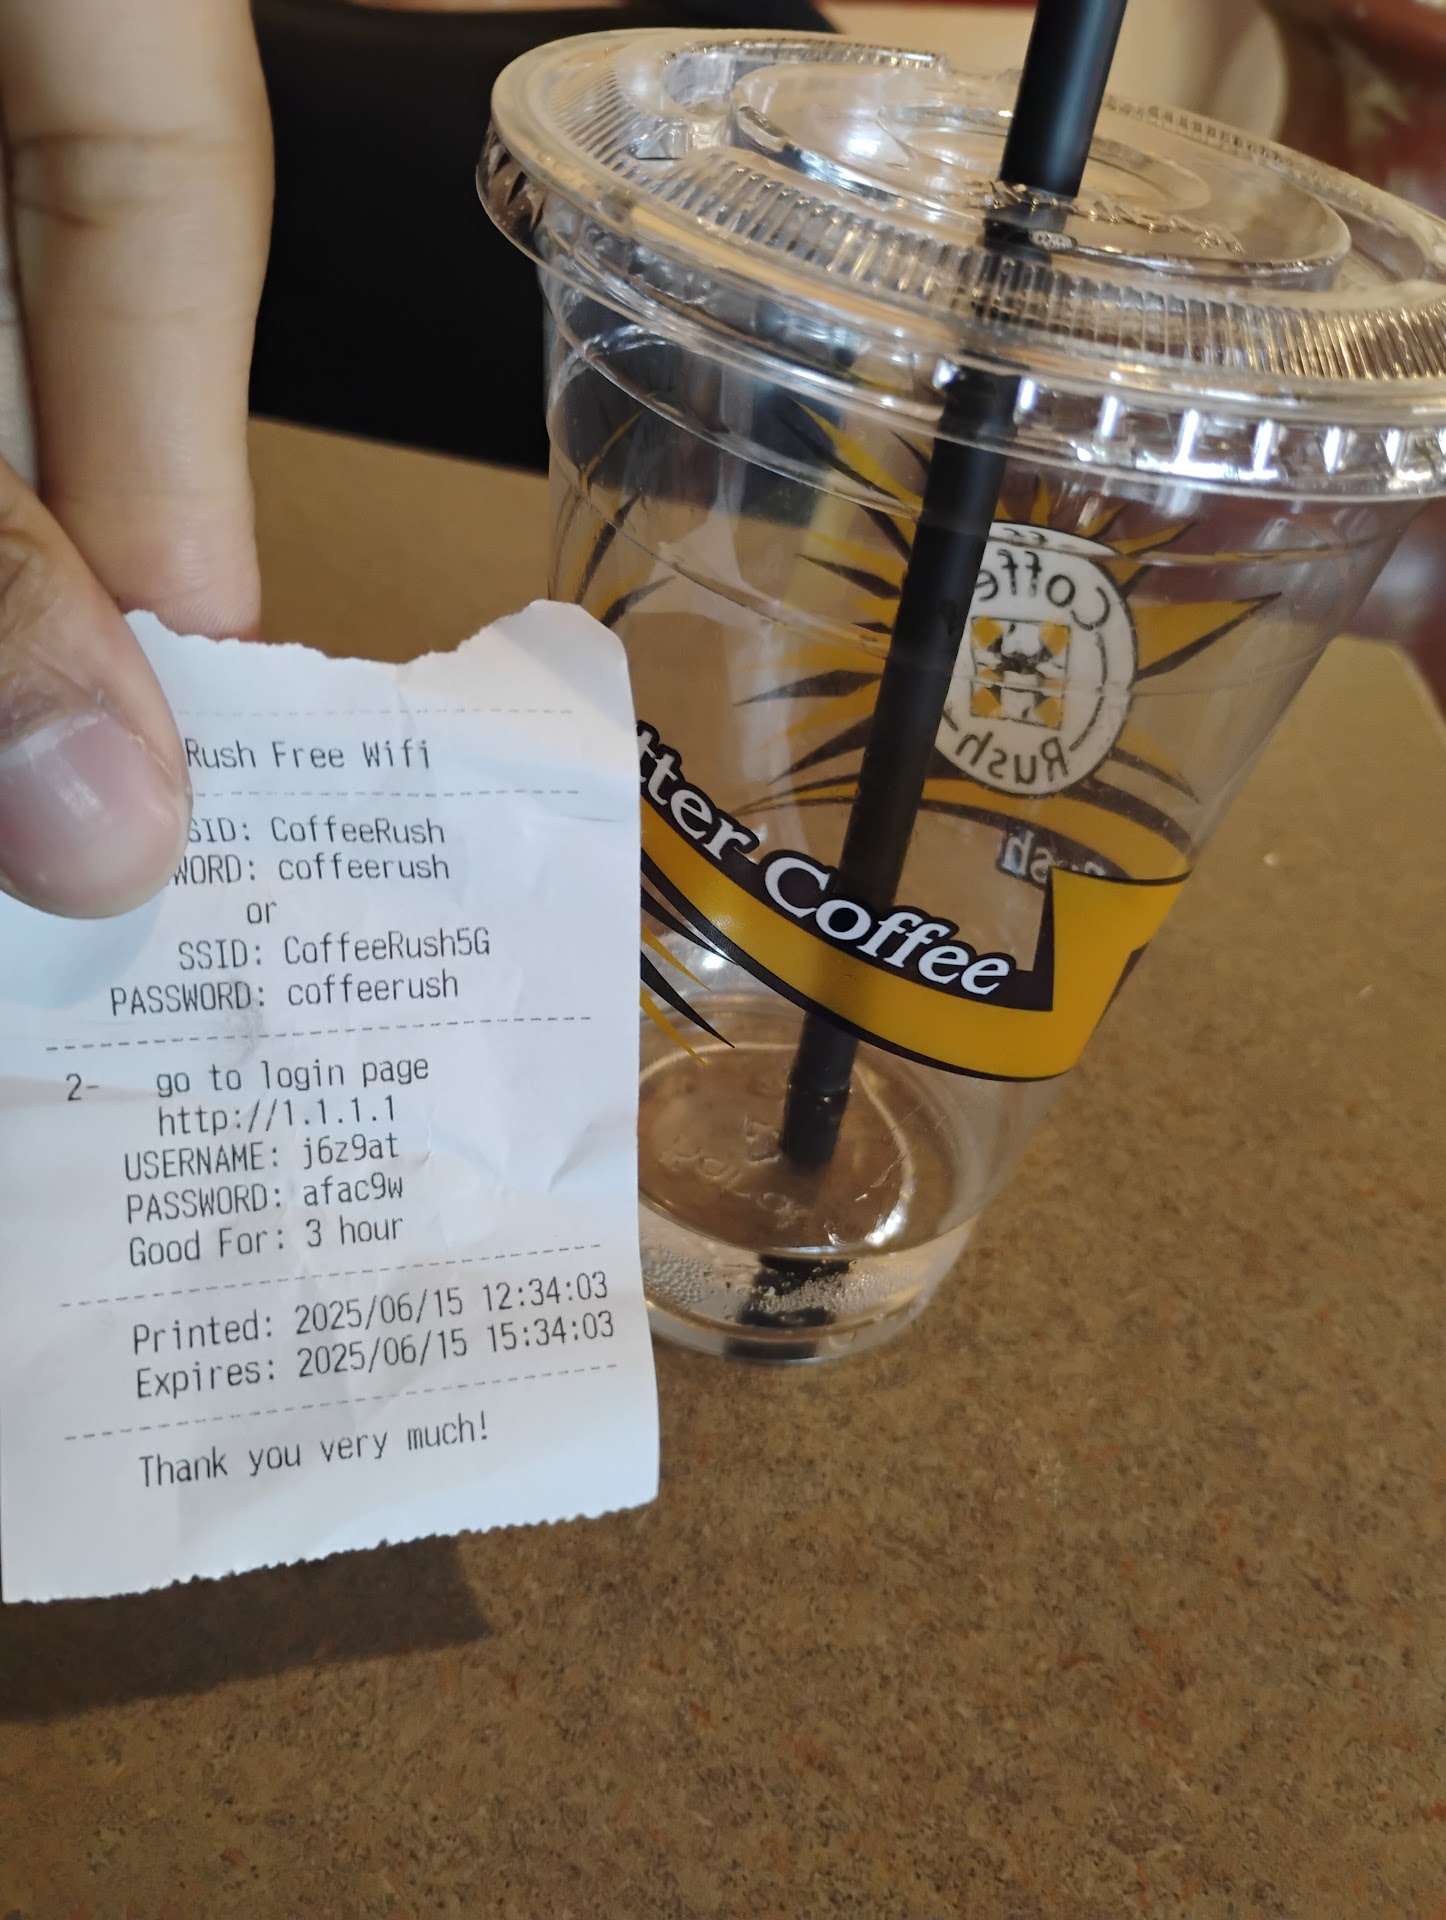 Rush Free Wifi
SID: CoffeeRush
WORD: coffeerush
or
SSID: CoffeeRush5G
PASSWORD: coffeerush
2- go to login page
http://1.1.1.1
USERNAME: j6z9at
PASSWORD: afac9w
Good For: 3 hour
Printed: 2025/06/15 12:34:03
Expires: 2025/06/15 15:34:03
Thank you very much!
Coffee
Rush
tter Coffee